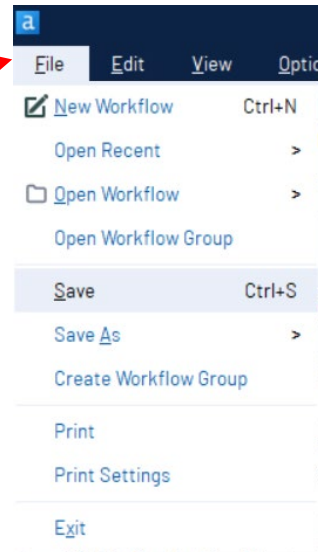 a
File Edit View Optic
New Workflow Ctrl+N
Open Recent >
Open Workflow >
Open Workflow Group
Save Ctrl+S
Save As >
Create Workflow Group
Print
Print Settings
Exit